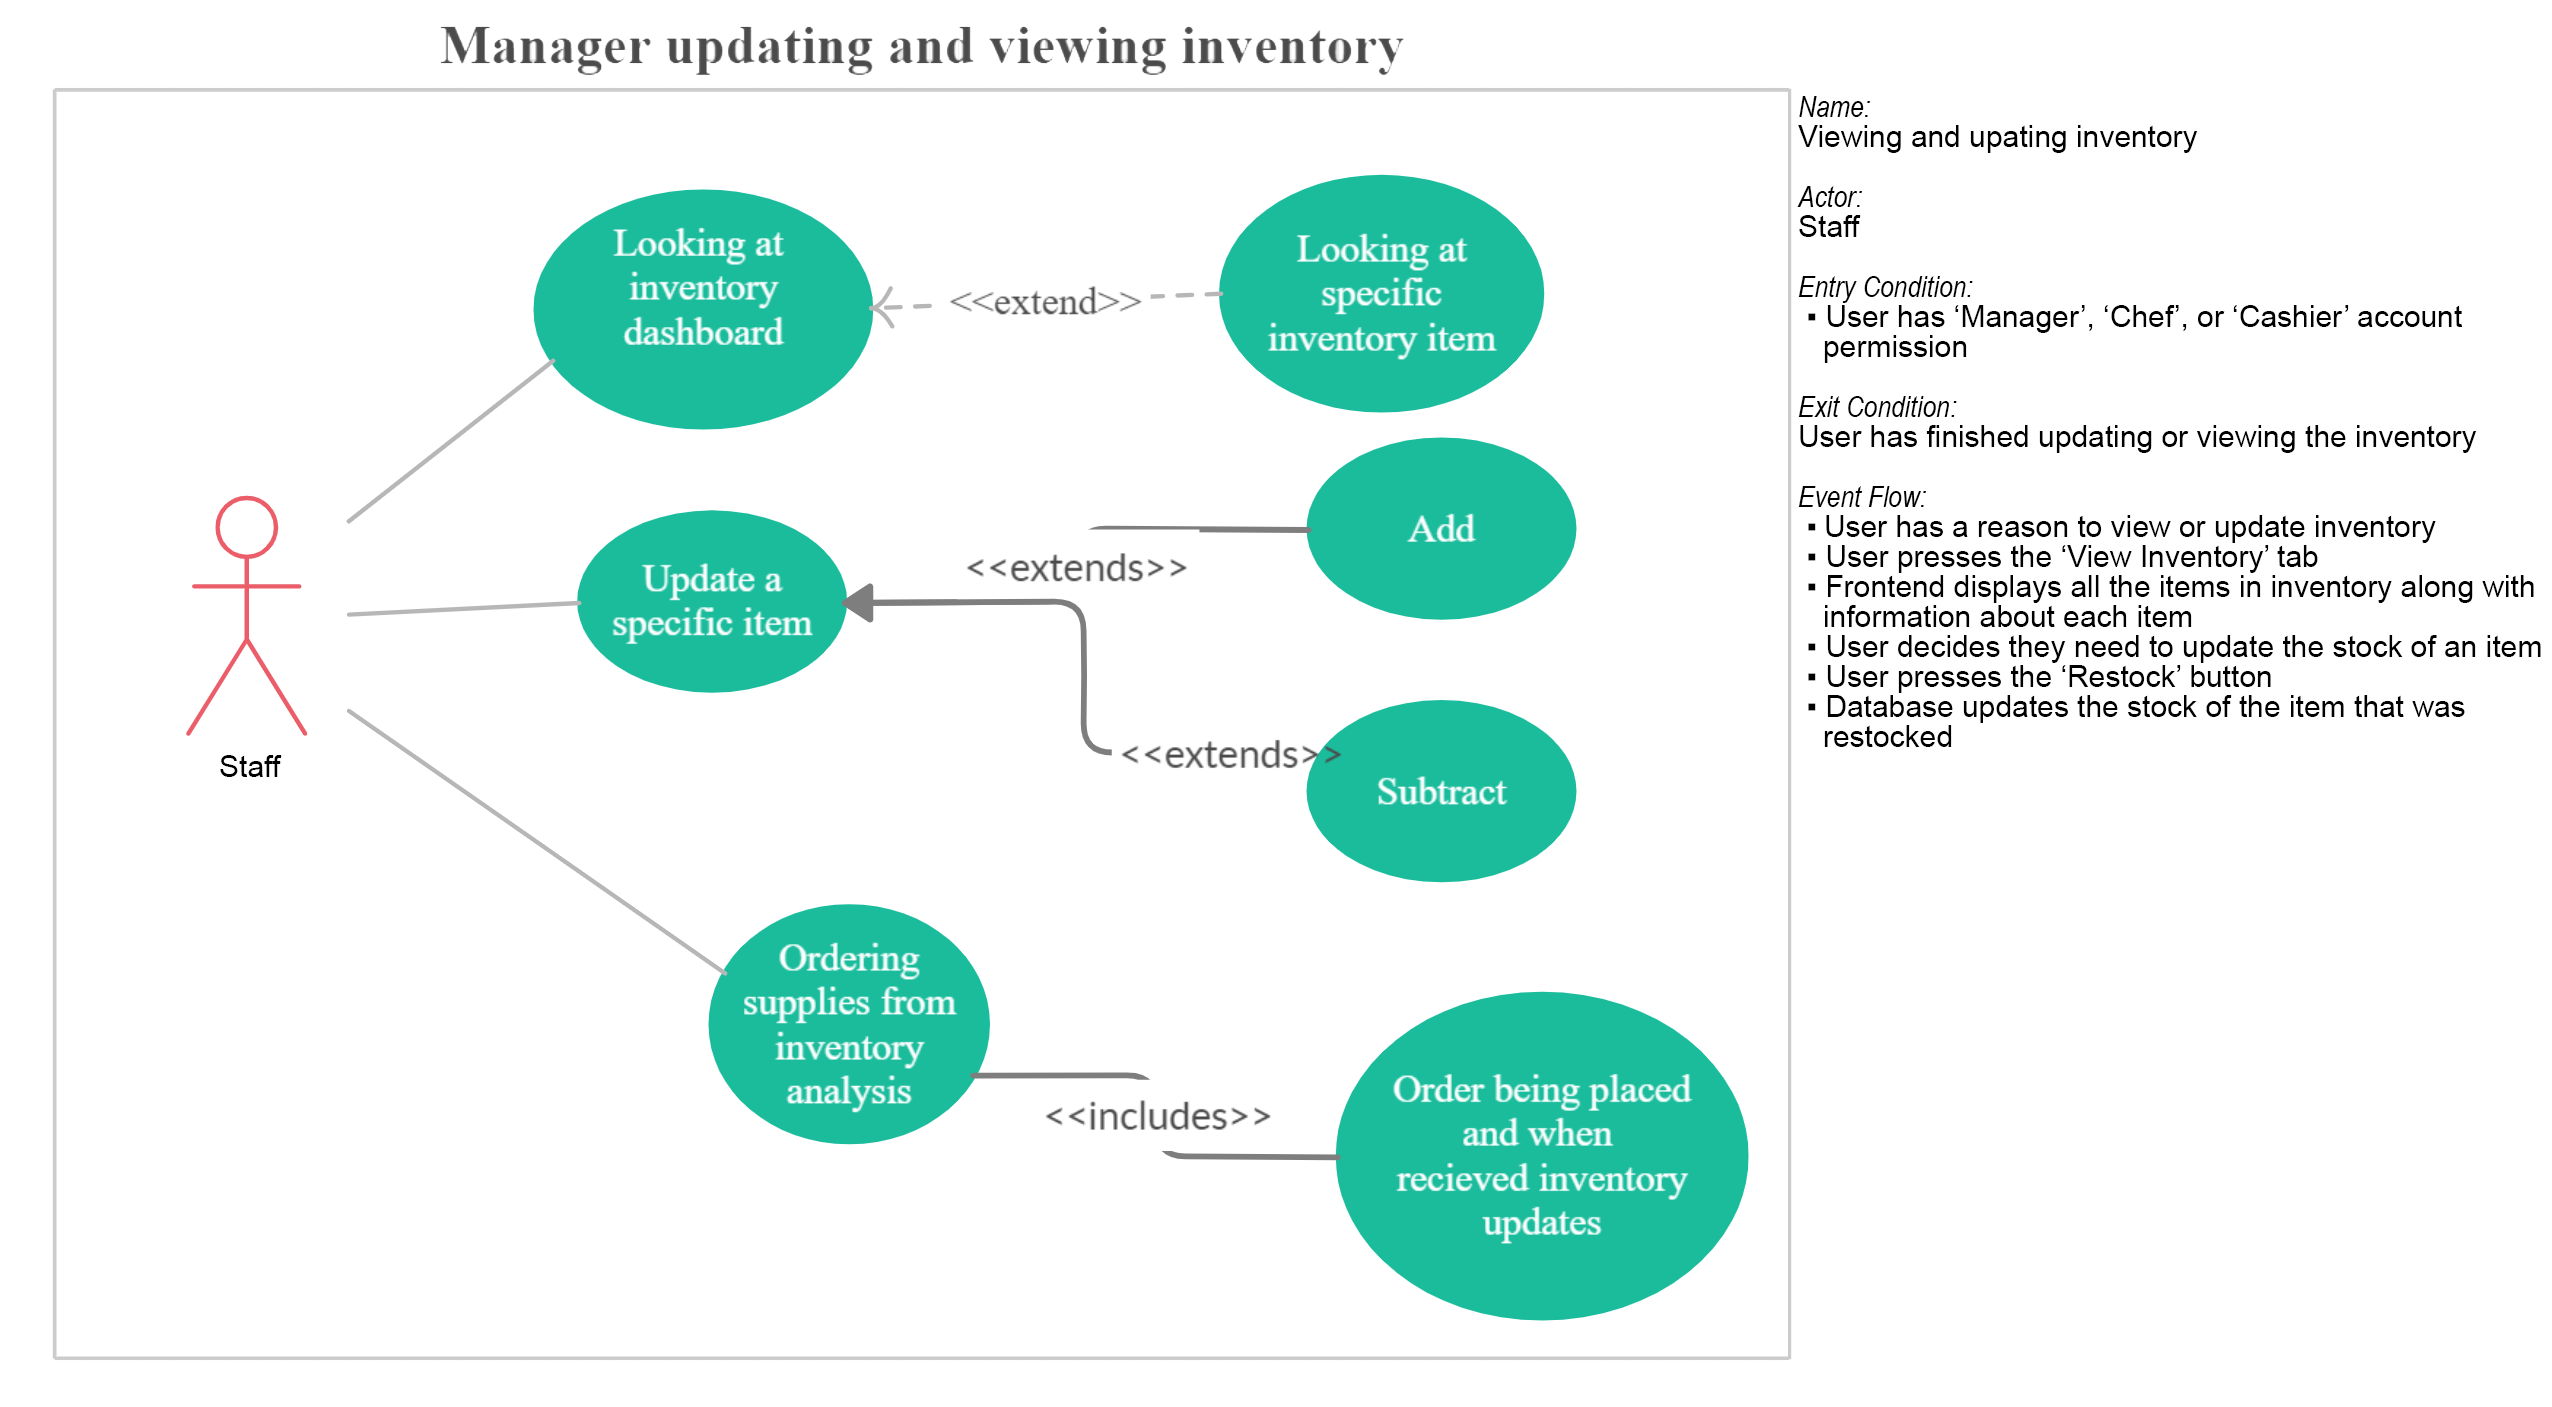 Manager updating and viewing inventory
Looking at
inventory
dashboard
<<extend>>
Looking at
specific
inventory item
Update a
specific item
<<extends>>
Add
<<extends>>
Subtract
Staff
Ordering
supplies from
inventory
analysis
<<includes>>
Order being placed
and when
recieved inventory
updates
Name:
Viewing and upating inventory
Actor:
Staff
Entry Condition:
▪ User has ‘Manager’, ‘Chef’, or ‘Cashier’ account
permission
Exit Condition:
User has finished updating or viewing the inventory
Event Flow:
▪ User has a reason to view or update inventory
▪ User presses the ‘View Inventory’ tab
▪ Frontend displays all the items in inventory along with
information about each item
▪ User decides they need to update the stock of an item
▪ User presses the ‘Restock’ button
▪ Database updates the stock of the item that was
restocked